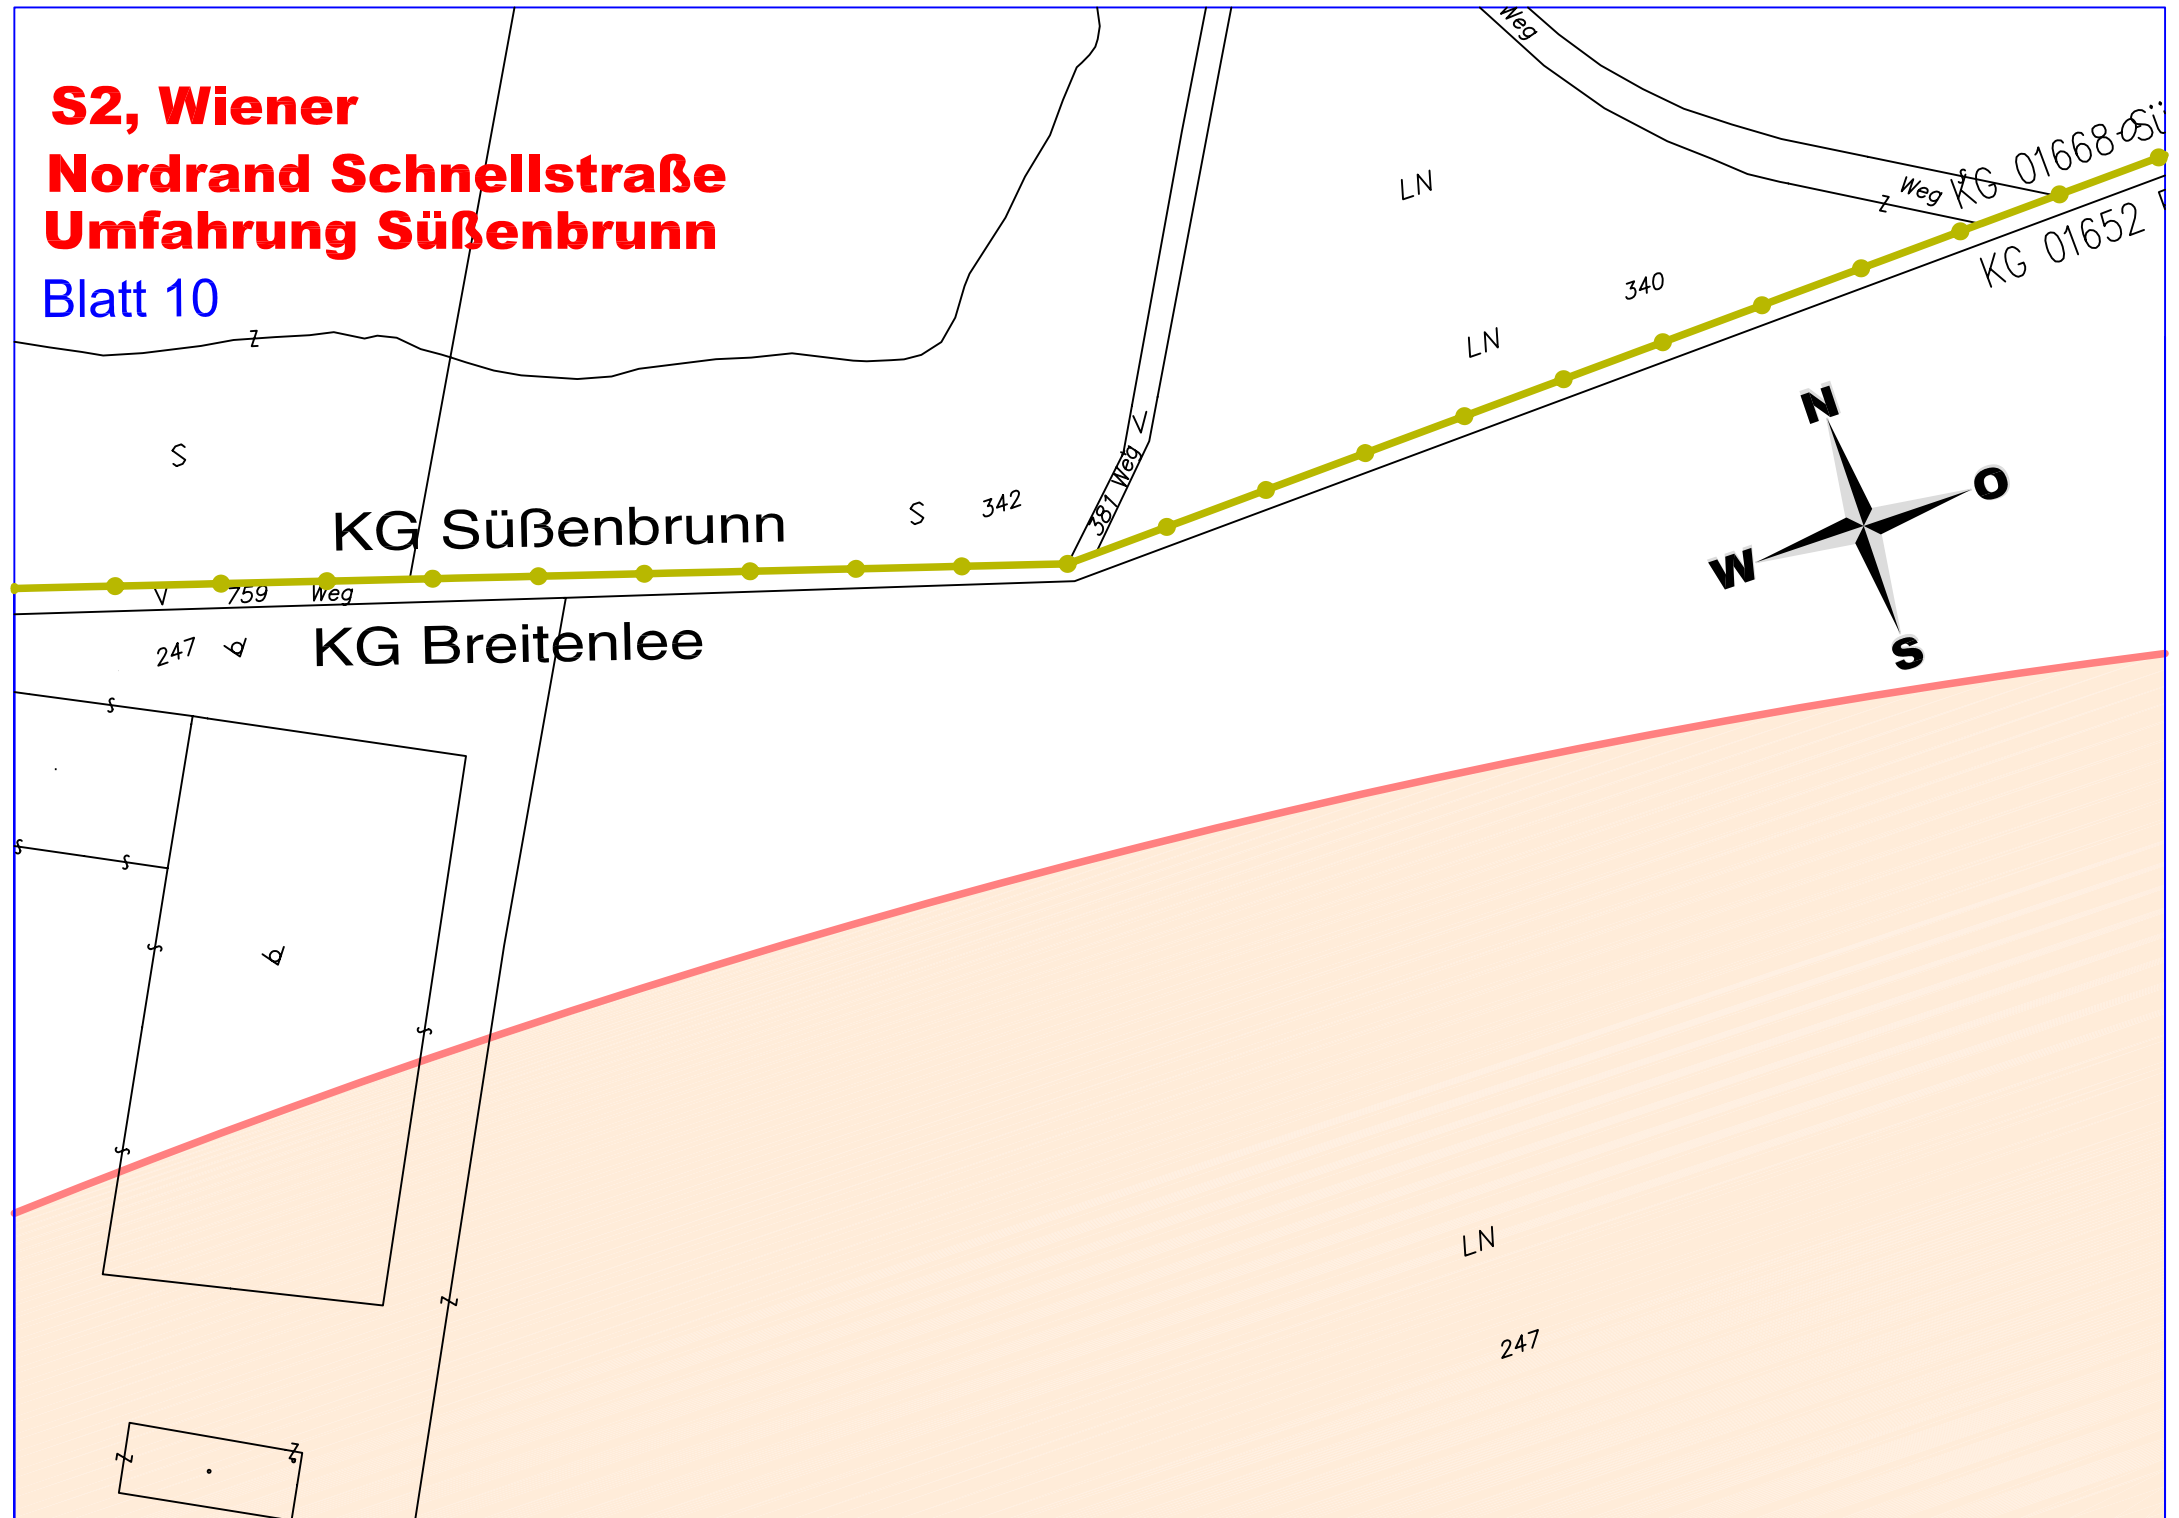 S2, Wiener
Nordrand Schnellstraße
Umfahrung Süßenbrunn
Blatt 10
Weg
KG 01668
Weg
KG 01652
LN
340
LN
N
O
W
S
S
S
342
381 Weg
KG Süßenbrunn
759 Weg
247
KG Breitenlee
LN
247